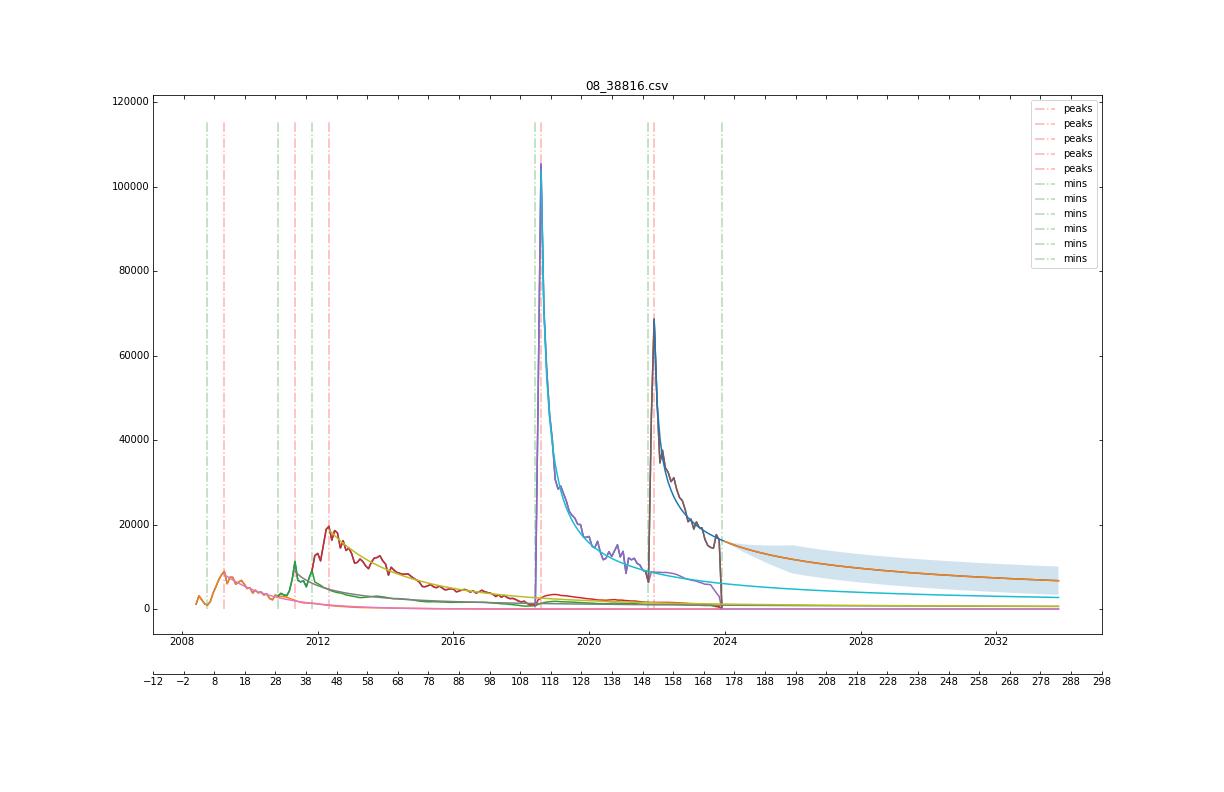 08_38816.csv
120000
100000
80000
60000
40000
20000
0
peaks
peaks
peaks
peaks
peaks
mins
mins
mins
mins
mins
mins
2008 2012 2016 2020 2024 2028 2032
−12 −2 8 18 28 38 48 58 68 78 88 98 108 118 128 138 148 158 168 178 188 198 208 218 228 238 248 258 268 278 288 298